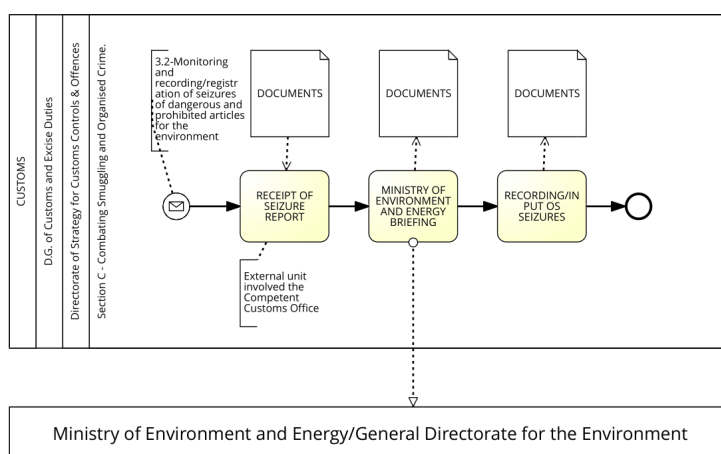 CUSTOMS
D.G. of Customs and Excise Duties
Directorate of Strategy for Customs Controls & Offences
Section C - Combating Smuggling and Organised Crime.
3.2-Monitoring
and
recording/registr
ation of seizures
of dangerous and
prohibited articles
for the
environment
DOCUMENTS
DOCUMENTS
DOCUMENTS
RECEIPT OF
SEIZURE
REPORT
MINISTRY OF
ENVIRONMENT
AND ENERGY
BRIEFING
RECORDING/IN
PUT OS
SEIZURES
External unit
involved the
Competent
Customs Office
Ministry of Environment and Energy/General Directorate for the Environment